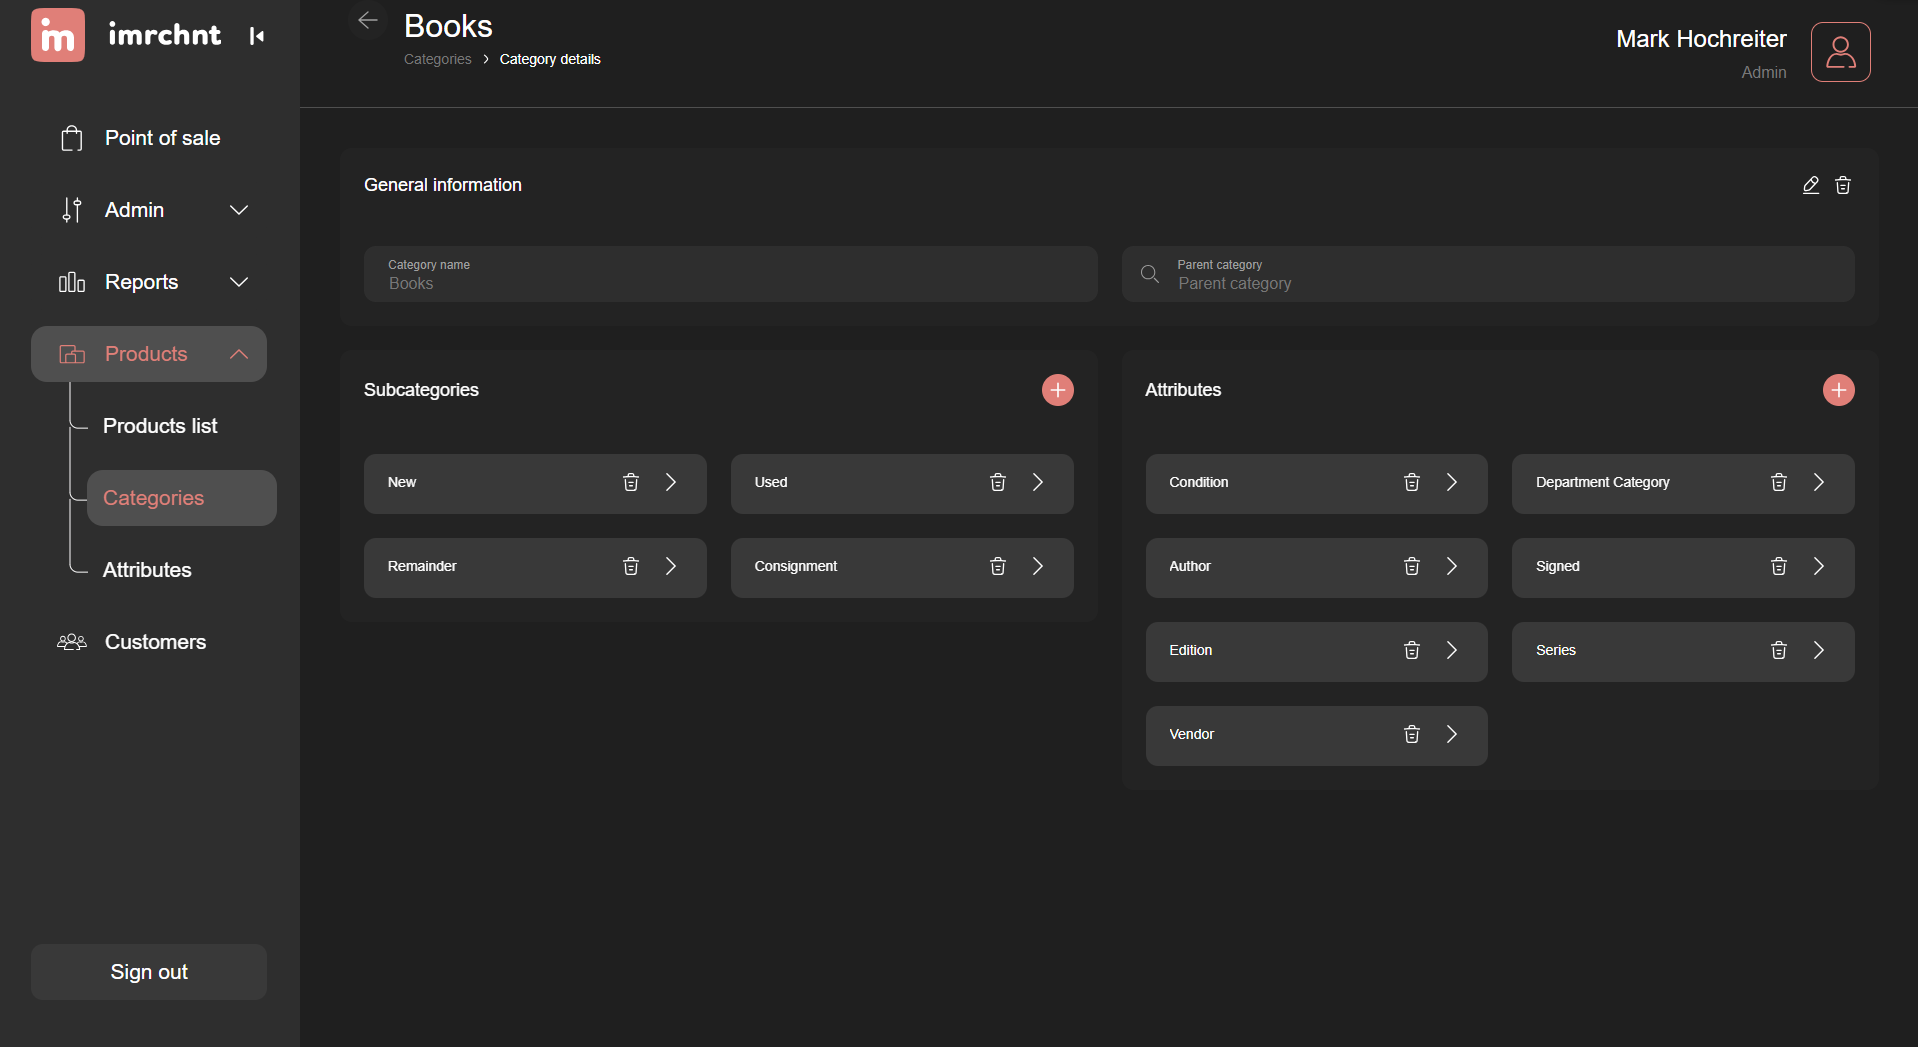 im imrchnt
Point of sale
Admin
Reports
Products
Products list
Categories
Attributes
Customers
Sign out
Books
Categories > Category details
Mark Hochreiter
Admin
General information
Category name
Books
Parent category
Parent category
Subcategories
New
Used
Remainder
Consignment
Attributes
Condition
Department Category
Author
Signed
Edition
Series
Vendor